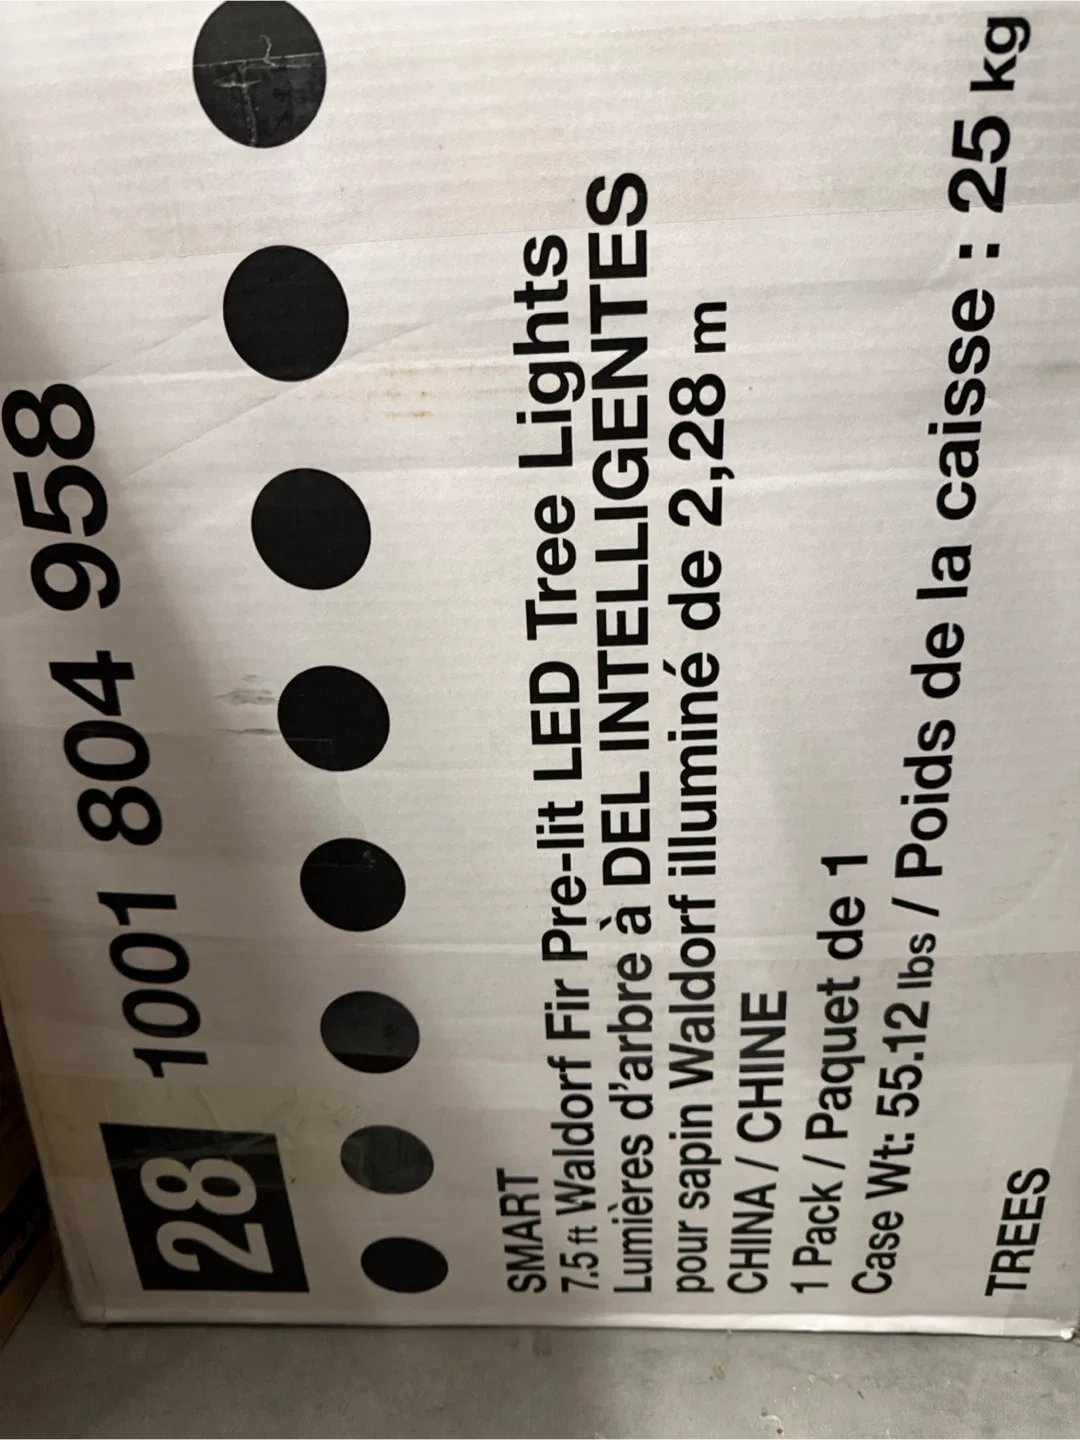 28 1001 804 958
SMART
7.5 ft Waldorf Fir Pre-lit LED Tree Lights
Lumières d'arbre à DEL INTELLIGENTES
pour sapin Waldorf illuminé de 2,28 m
CHINA / CHINE
1 Pack / Paquet de 1
Case Wt: 55.12 lbs / Poids de la caisse : 25 kg
TREES